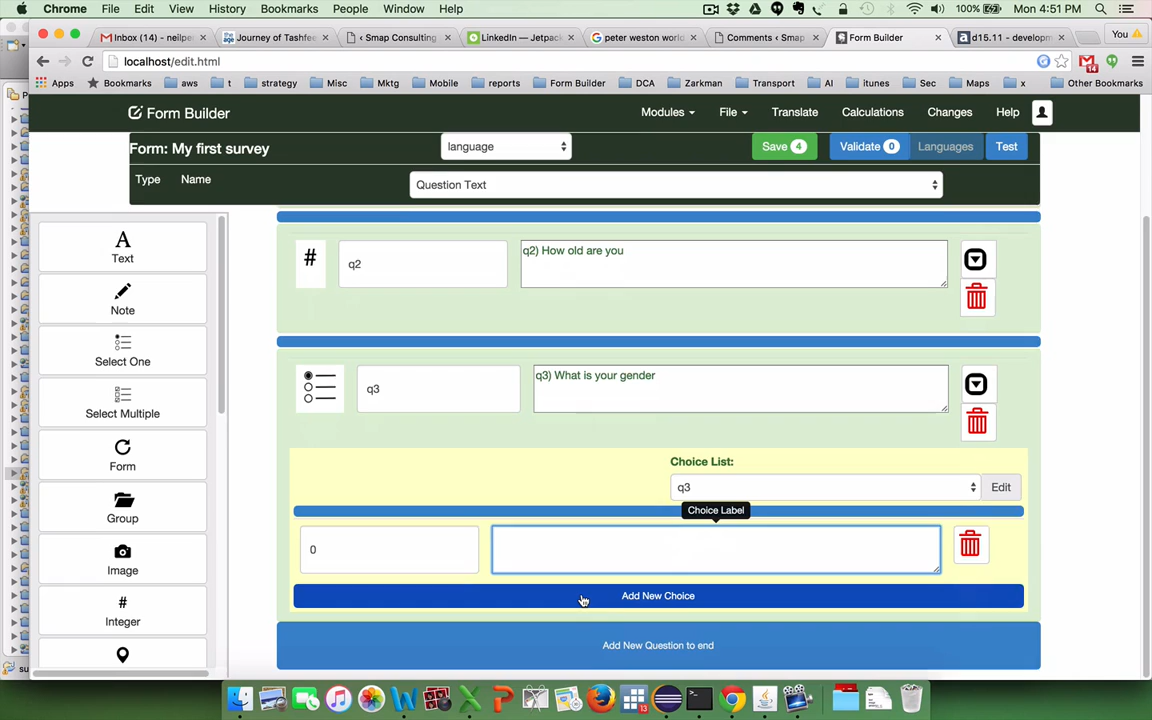 Chrome File Edit View History Bookmarks People Window Help 100% Mon 4:51 PM
Inbox (14) - neilpe Journey of Tashfee < Smap Consulting LinkedIn — Jetpack peter weston world Comments < Smap Form Builder d15.11 - developm You
localhost/edit.html 14
Apps Bookmarks aws t strategy Misc Mktg Mobile reports Form Builder DCA Zarkman Transport AI itunes Sec Maps x Other Bookmarks
Form Builder Modules File Translate Calculations Changes Help
Form: My first survey language Save 4 Validate 0 Languages Test
Type Name Question Text
Text
Note
Select One
Select Multiple
Form
Group
Image
#
Integer
# q2 q2) How old are you
q3 q3) What is your gender
Choice List:
q3 Edit
Choice Label
0
Add New Choice
Add New Question to end
13